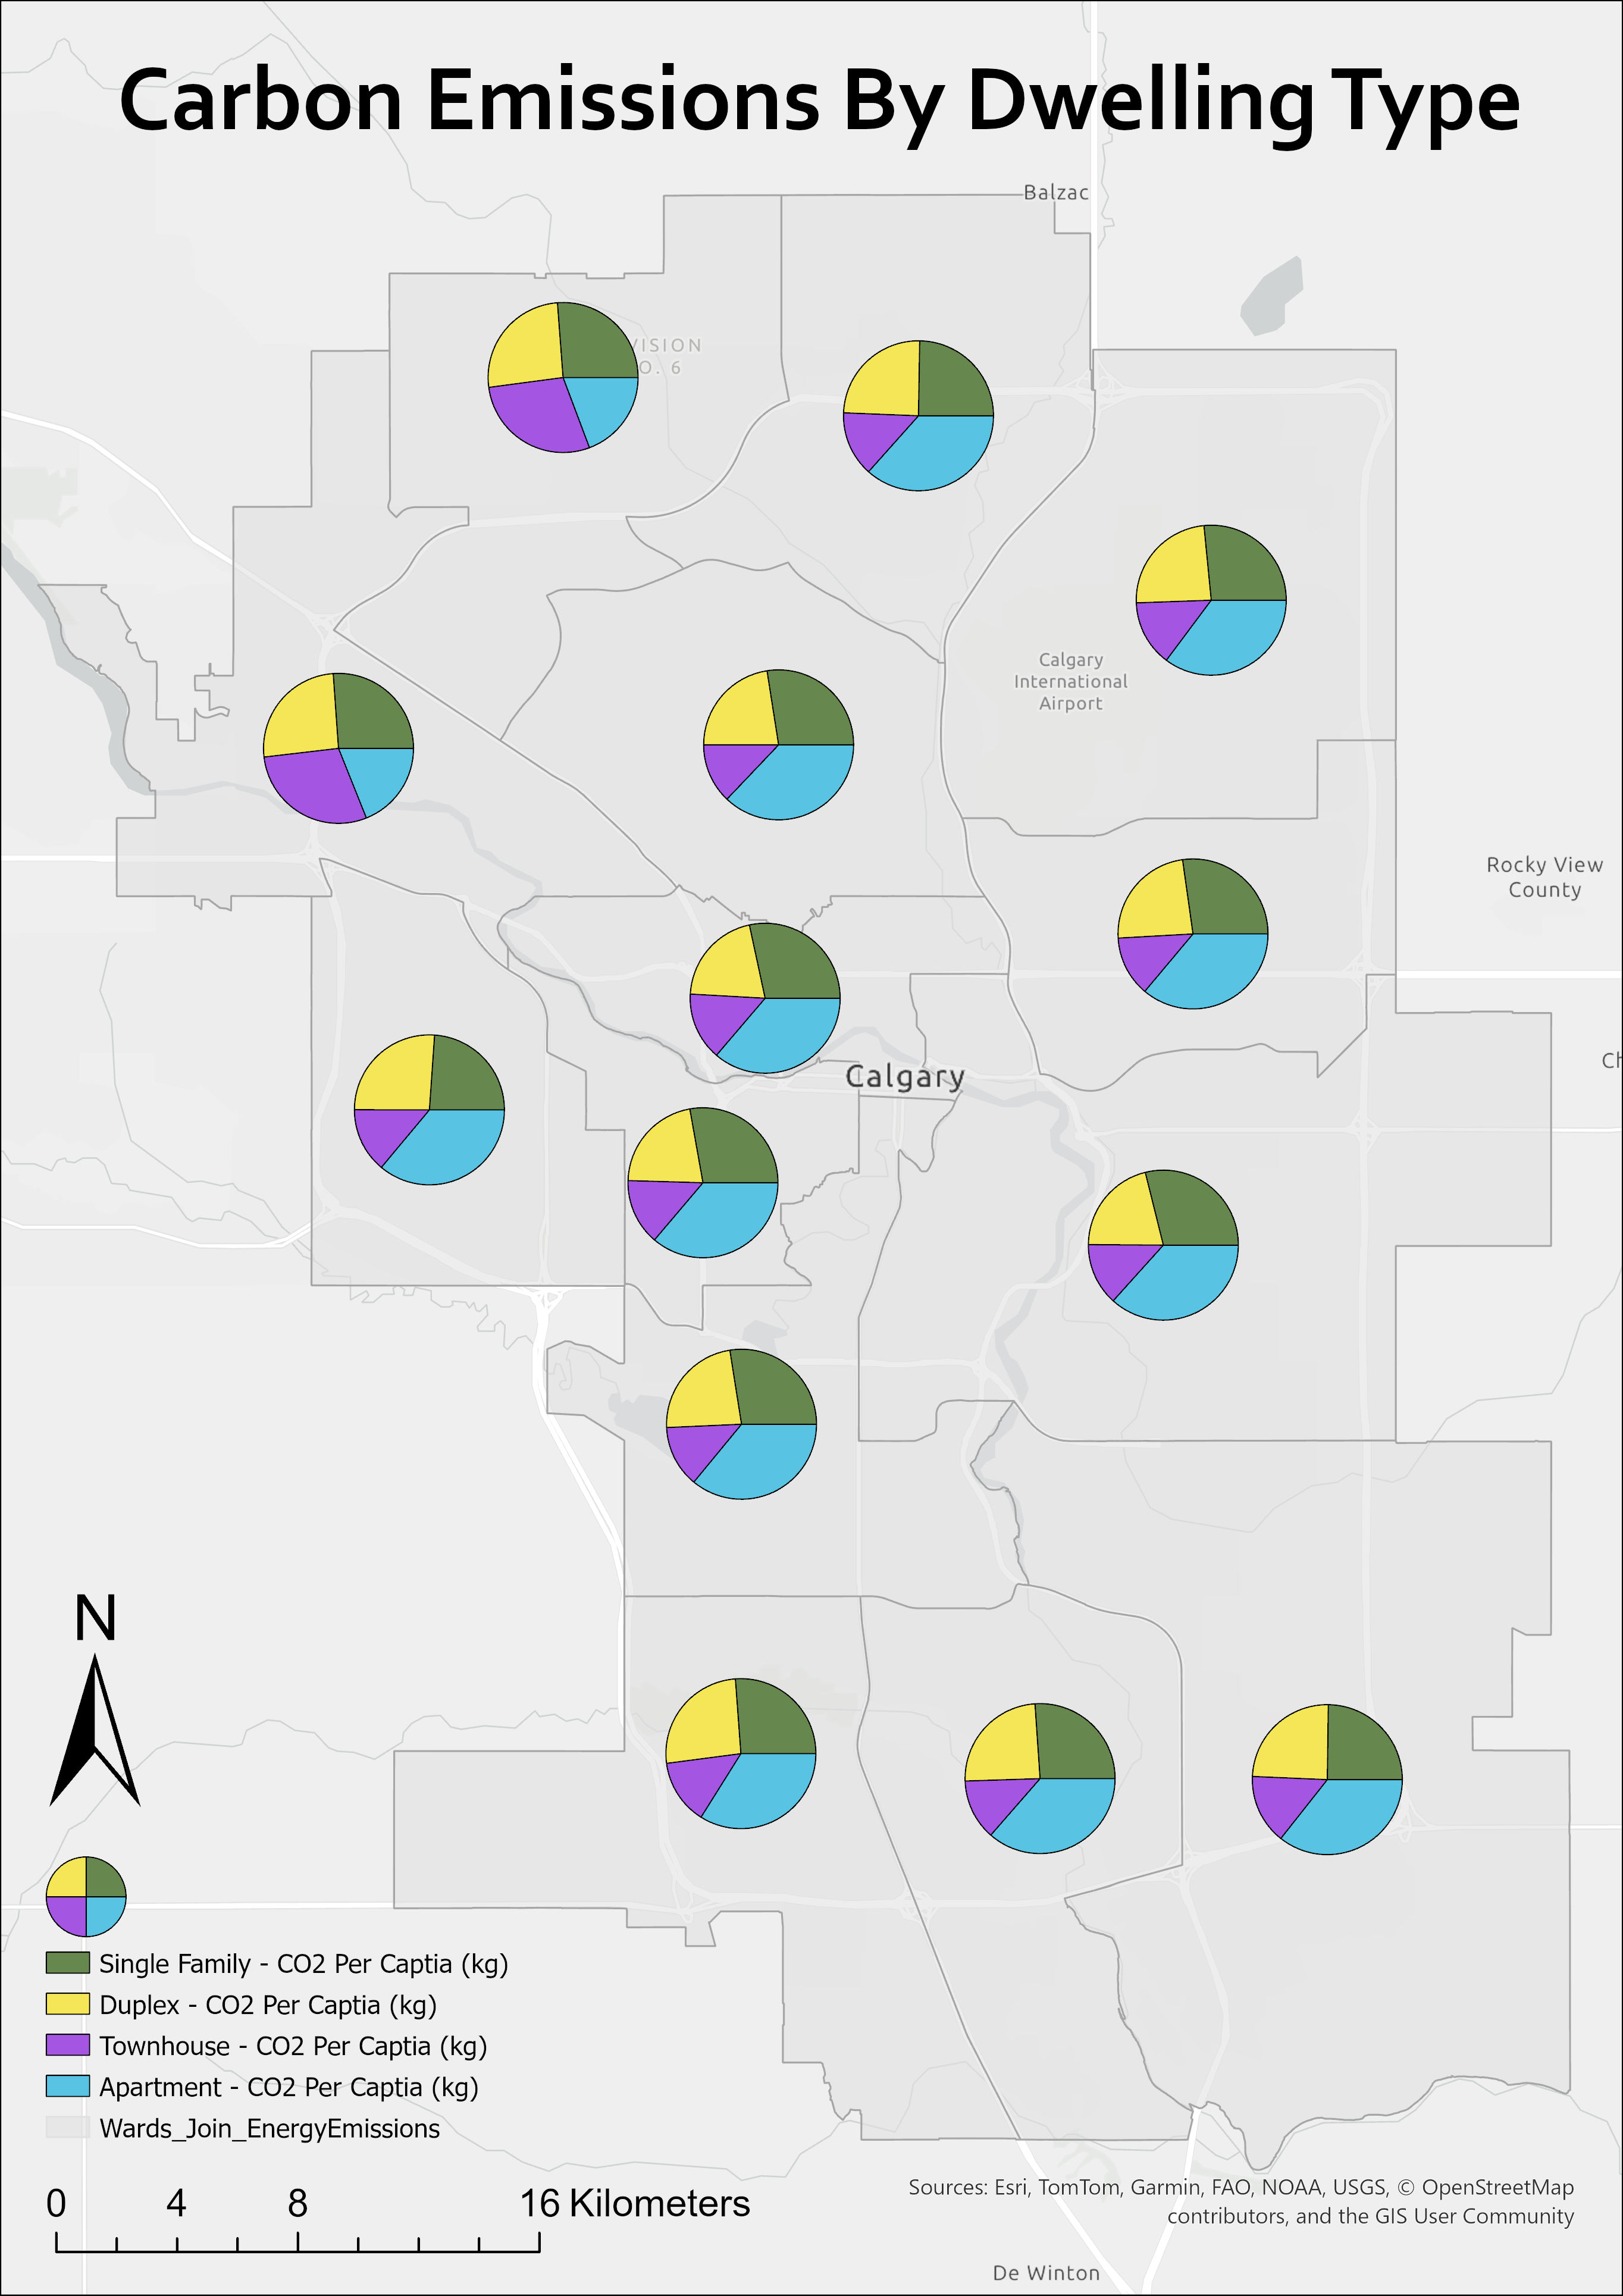 Carbon Emissions By Dwelling Type
Balzac
VISION
O. 6
Calgary
International
Airport
Rocky View
County
Ch
Calgary
N
Single Family - CO2 Per Captia (kg)
Duplex - CO2 Per Captia (kg)
Townhouse - CO2 Per Captia (kg)
Apartment - CO2 Per Captia (kg)
Wards_Join_EnergyEmissions
0 4 8 16 Kilometers
Sources: Esri, TomTom, Garmin, FAO, NOAA, USGS, © OpenStreetMap
contributors, and the GIS User Community
De Winton